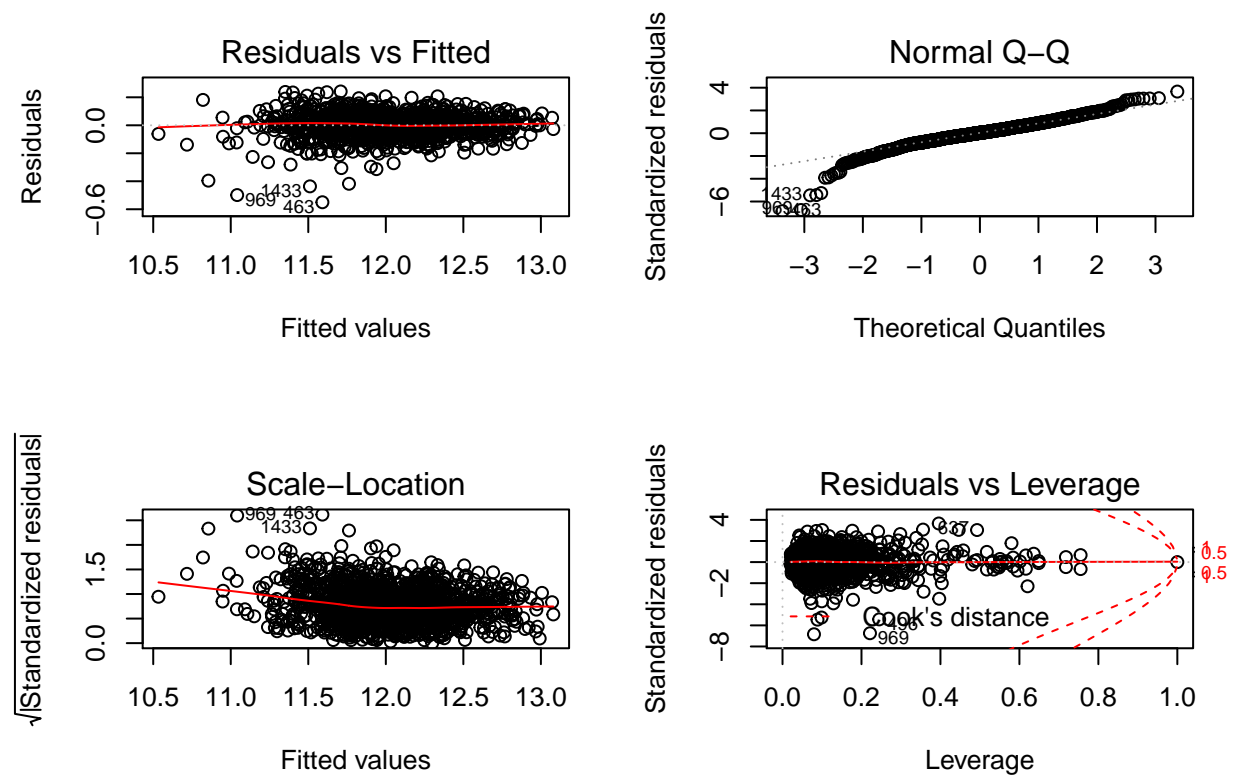 Residuals vs Fitted
Residuals
0.0
−0.6
1433
969
463
10.5 11.0 11.5 12.0 12.5 13.0
Fitted values
Normal Q−Q
Standardized residuals
4
0
−6
1433
463
−3 −2 −1 0 1 2 3
Theoretical Quantiles
Scale−Location
√|Standardized residuals|
1.5
0.0
969 463
1433
10.5 11.0 11.5 12.0 12.5 13.0
Fitted values
Residuals vs Leverage
Standardized residuals
4
−2
−8
637
Cook's distance
969
1
0.5
0.5
1
0.0 0.2 0.4 0.6 0.8 1.0
Leverage